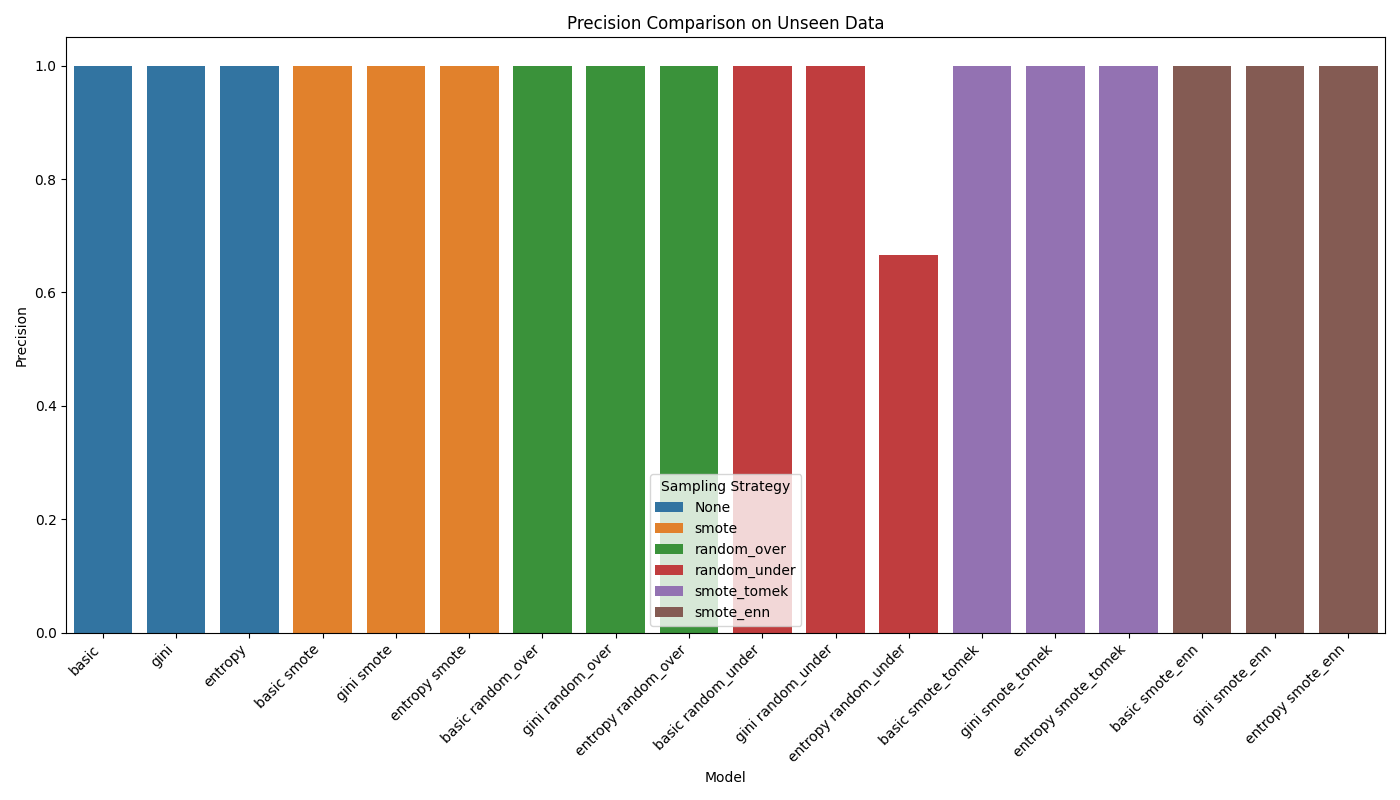 Precision Comparison on Unseen Data
Precision
1.0
0.8
0.6
0.4
0.2
0.0
Sampling Strategy
None
smote
random_over
random_under
smote_tomek
smote_enn
basic
gini
entropy
basic smote
gini smote
entropy smote
basic random_over
gini random_over
entropy random_over
basic random_under
gini random_under
entropy random_under
basic smote_tomek
gini smote_tomek
entropy smote_tomek
basic smote_enn
gini smote_enn
entropy smote_enn
Model